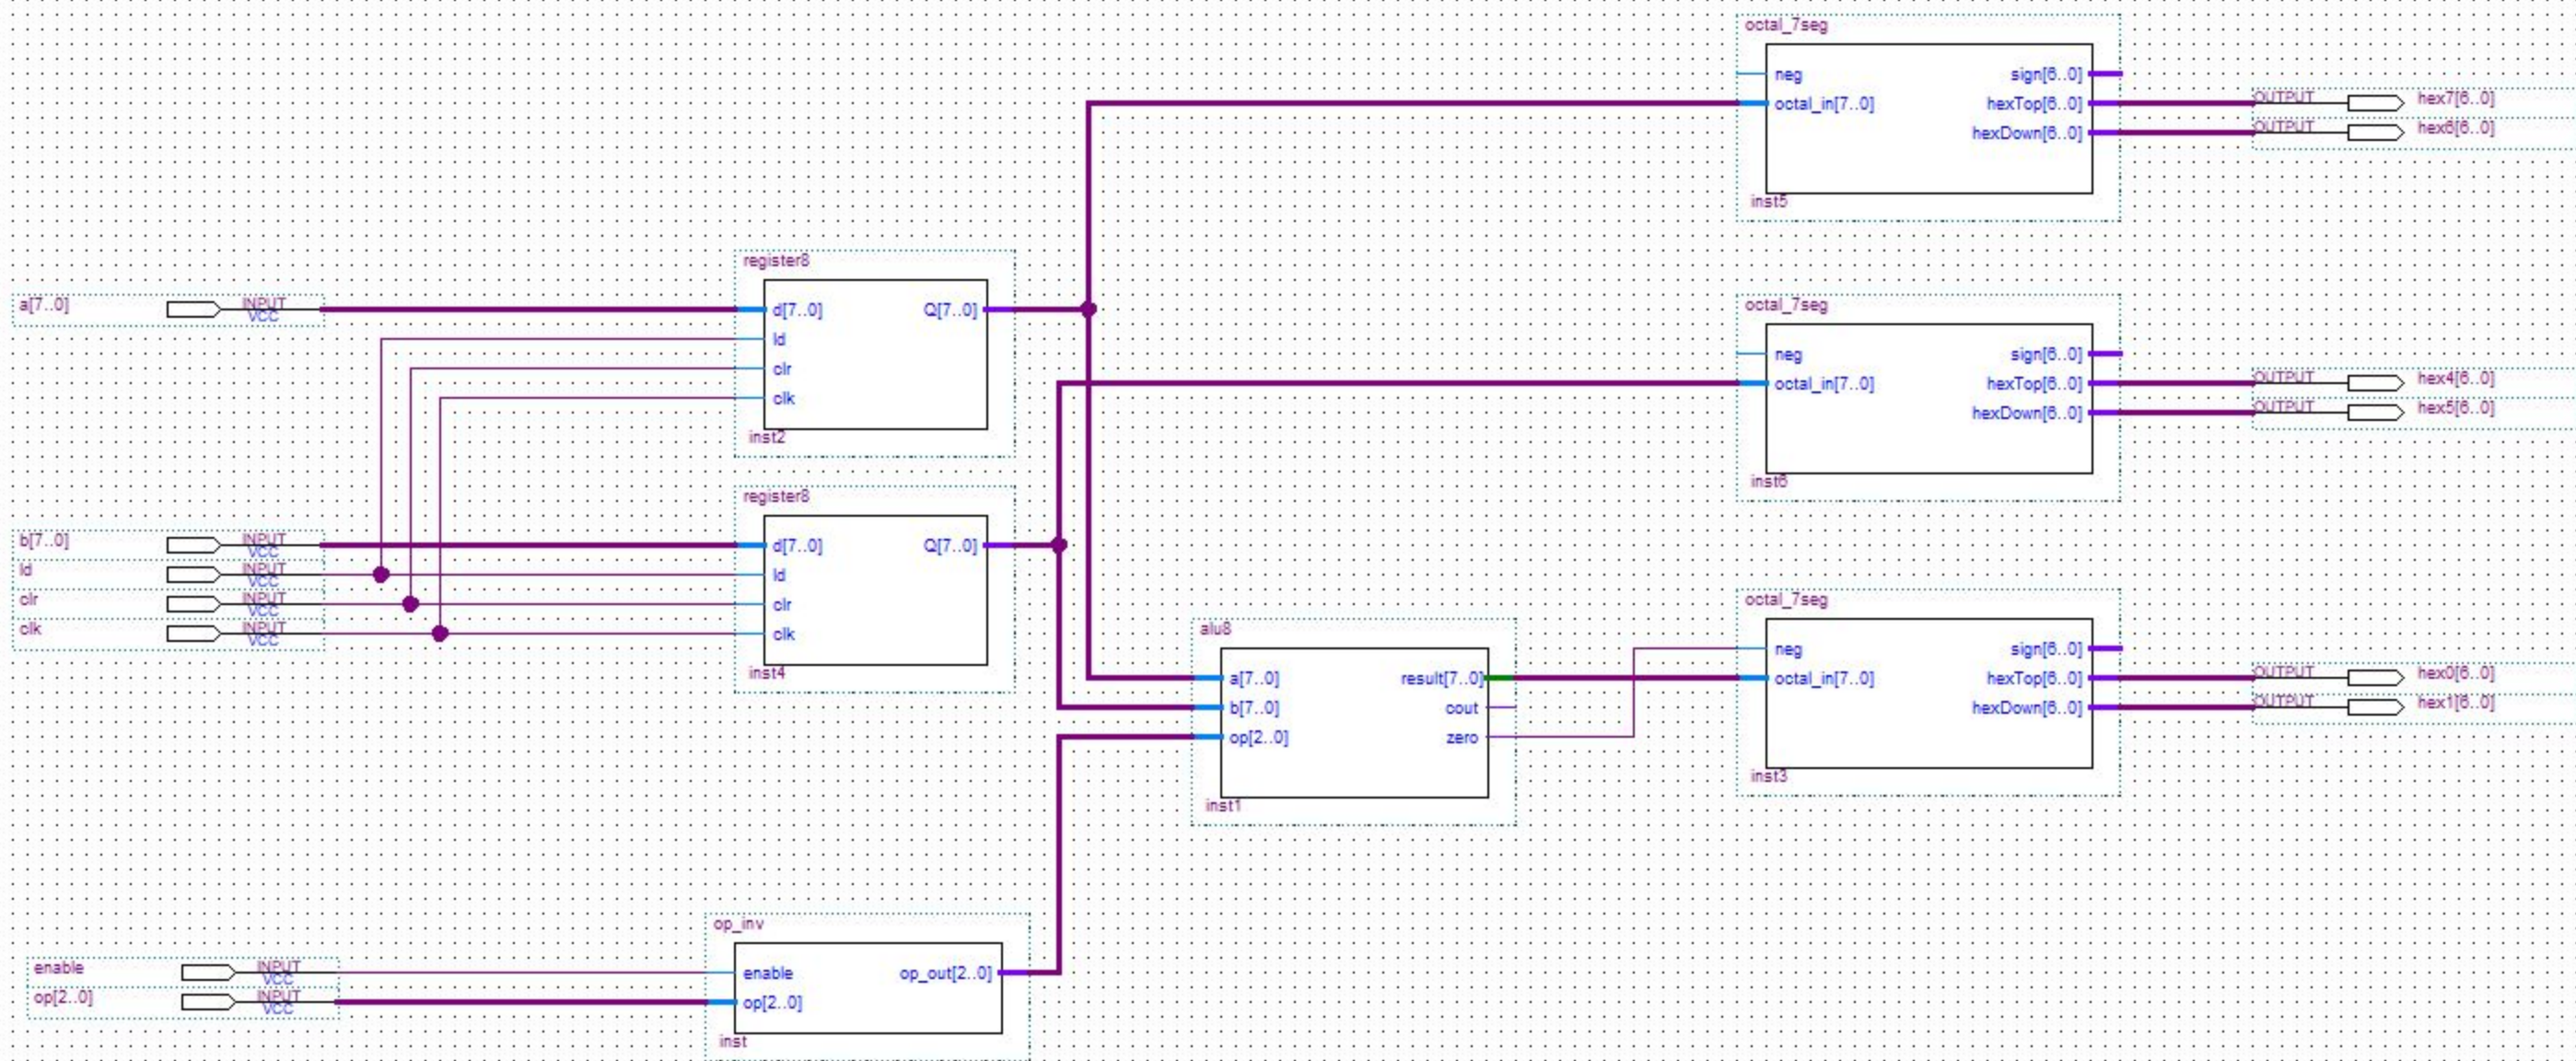 octal_7seg
neg sign[6..0]
octal_in[7..0] hexTop[6..0] OUTPUT hex7[6..0]
hexDown[6..0] OUTPUT hex6[6..0]
inst5
register8
a[7..0] INPUT VCC d[7..0] Q[7..0]
ld
clr
clk
inst2
octal_7seg
neg sign[6..0]
octal_in[7..0] hexTop[6..0] OUTPUT hex4[6..0]
hexDown[6..0] OUTPUT hex5[6..0]
inst6
register8
b[7..0] INPUT VCC d[7..0] Q[7..0]
ld INPUT VCC ld
clr INPUT VCC clr
clk INPUT VCC clk
inst4
octal_7seg
neg sign[6..0]
octal_in[7..0] hexTop[6..0] OUTPUT hex0[6..0]
hexDown[6..0] OUTPUT hex1[6..0]
inst3
alu8
a[7..0] result[7..0]
b[7..0] cout
op[2..0] zero
inst1
op_inv
enable INPUT VCC enable op_out[2..0]
op[2..0] INPUT VCC op[2..0]
inst